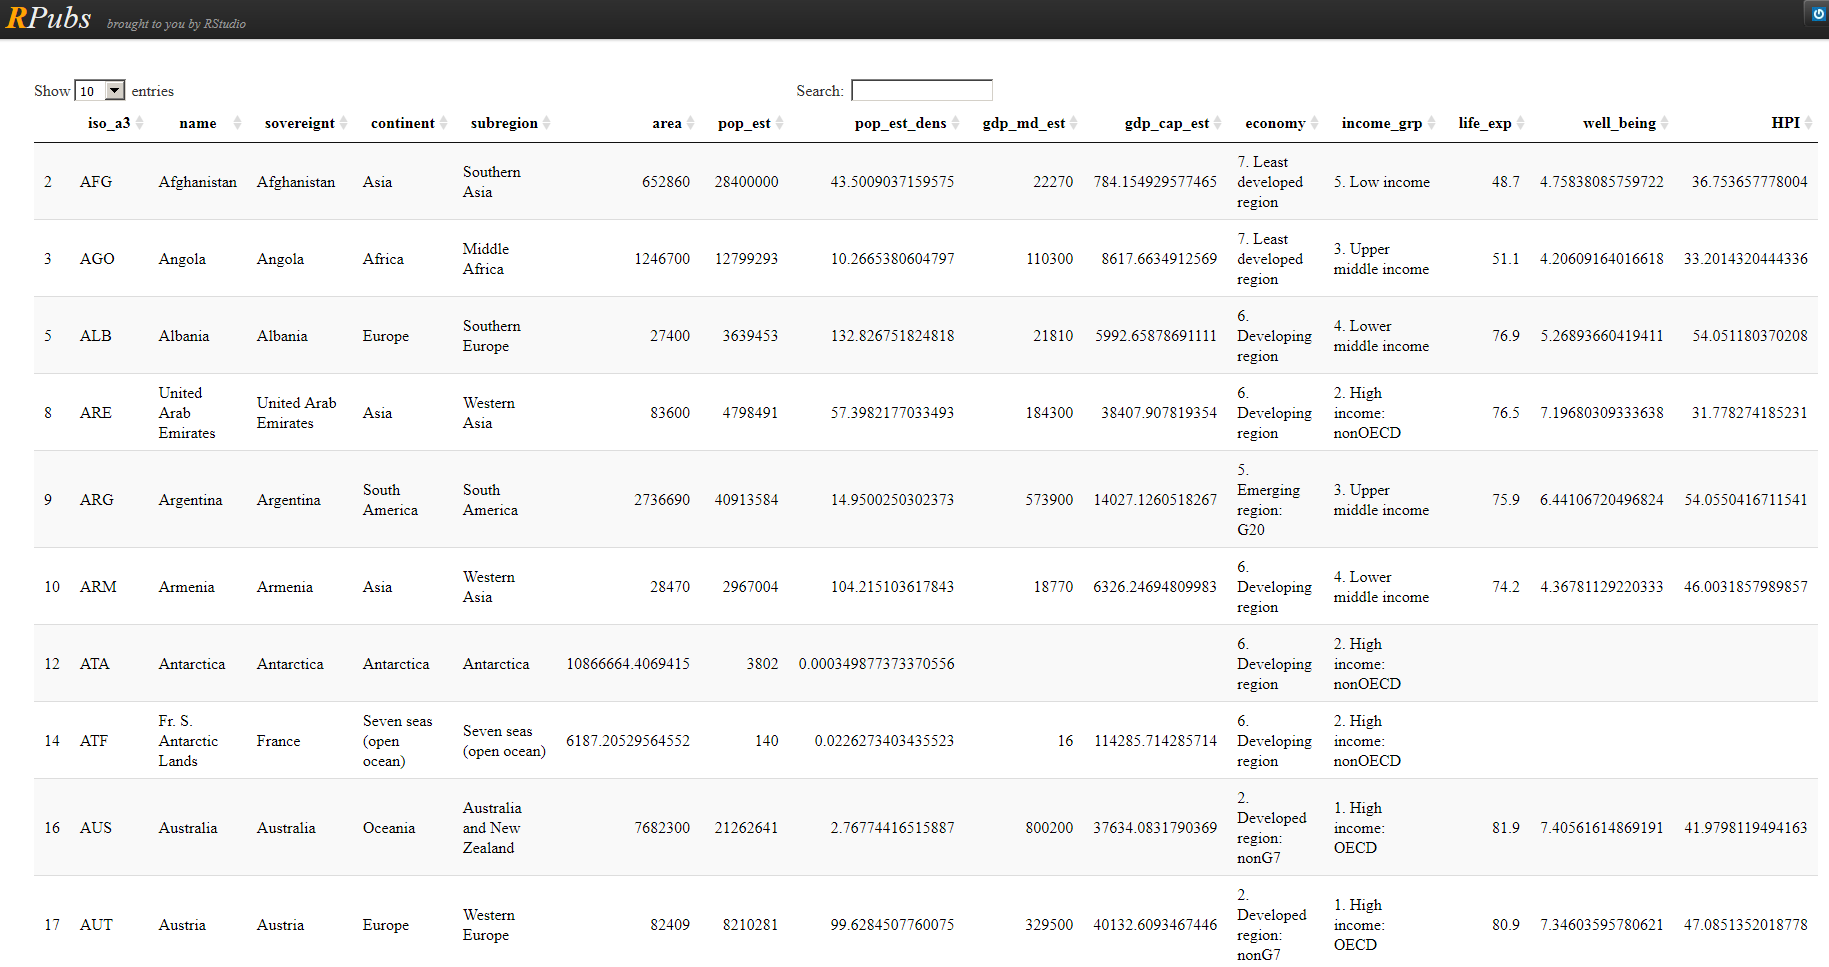 RPubs brought to you by RStudio
Show 10 entries Search:
iso_a3 name sovereignt continent subregion area pop_est pop_est_dens gdp_md_est gdp_cap_est economy income_grp life_exp well_being HPI
2 AFG Afghanistan Afghanistan Asia Southern Asia 652860 28400000 43.5009037159575 22270 784.154929577465 7. Least developed region 5. Low income 48.7 4.75838085759722 36.753657778004
3 AGO Angola Angola Africa Middle Africa 1246700 12799293 10.2665380604797 110300 8617.6634912569 7. Least developed region 3. Upper middle income 51.1 4.20609164016618 33.2014320444336
5 ALB Albania Albania Europe Southern Europe 27400 3639453 132.826751824818 21810 5992.65878691111 6. Developing region 4. Lower middle income 76.9 5.26893660419411 54.051180370208
8 ARE United Arab Emirates United Arab Emirates Asia Western Asia 83600 4798491 57.3982177033493 184300 38407.907819354 6. Developing region 2. High income: nonOECD 76.5 7.19680309333638 31.778274185231
9 ARG Argentina Argentina South America South America 2736690 40913584 14.9500250302373 573900 14027.1260518267 5. Emerging region: G20 3. Upper middle income 75.9 6.44106720496824 54.0550416711541
10 ARM Armenia Armenia Asia Western Asia 28470 2967004 104.215103617843 18770 6326.24694809983 6. Developing region 4. Lower middle income 74.2 4.36781129220333 46.0031857989857
12 ATA Antarctica Antarctica Antarctica Antarctica 10866664.4069415 3802 0.000349877373370556 6. Developing region 2. High income: nonOECD
14 ATF Fr. S. Antarctic Lands France Seven seas (open ocean) Seven seas (open ocean) 6187.20529564552 140 0.0226273403435523 16 114285.714285714 6. Developing region 2. High income: nonOECD
16 AUS Australia Australia Oceania Australia and New Zealand 7682300 21262641 2.76774416515887 800200 37634.0831790369 2. Developed region: nonG7 1. High income: OECD 81.9 7.40561614869191 41.9798119494163
17 AUT Austria Austria Europe Western Europe 82409 8210281 99.6284507760075 329500 40132.6093467446 2. Developed region: nonG7 1. High income: OECD 80.9 7.34603595780621 47.0851352018778